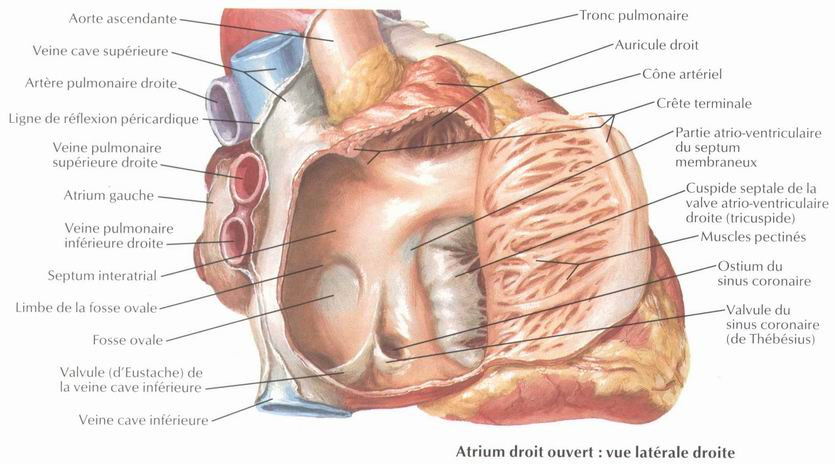 Aorte ascendante
Veine cave supérieure
Artère pulmonaire droite
Ligne de réflexion péricardique
Veine pulmonaire
supérieure droite
Atrium gauche
Veine pulmonaire
inférieure droite
Septum interatrial
Limbe de la fosse ovale
Fosse ovale
Valvule (d'Eustache) de
la veine cave inférieure
Veine cave inférieure
Tronc pulmonaire
Auricule droit
Cône artériel
Crête terminale
Partie atrio-ventriculaire
du septum
membraneux
Cuspide septale de la
valve atrio-ventriculaire
droite (tricuspide)
Muscles pectinés
Ostium du
sinus coronaire
Valvule du
sinus coronaire
(de Thébésius)
Atrium droit ouvert : vue latérale droite